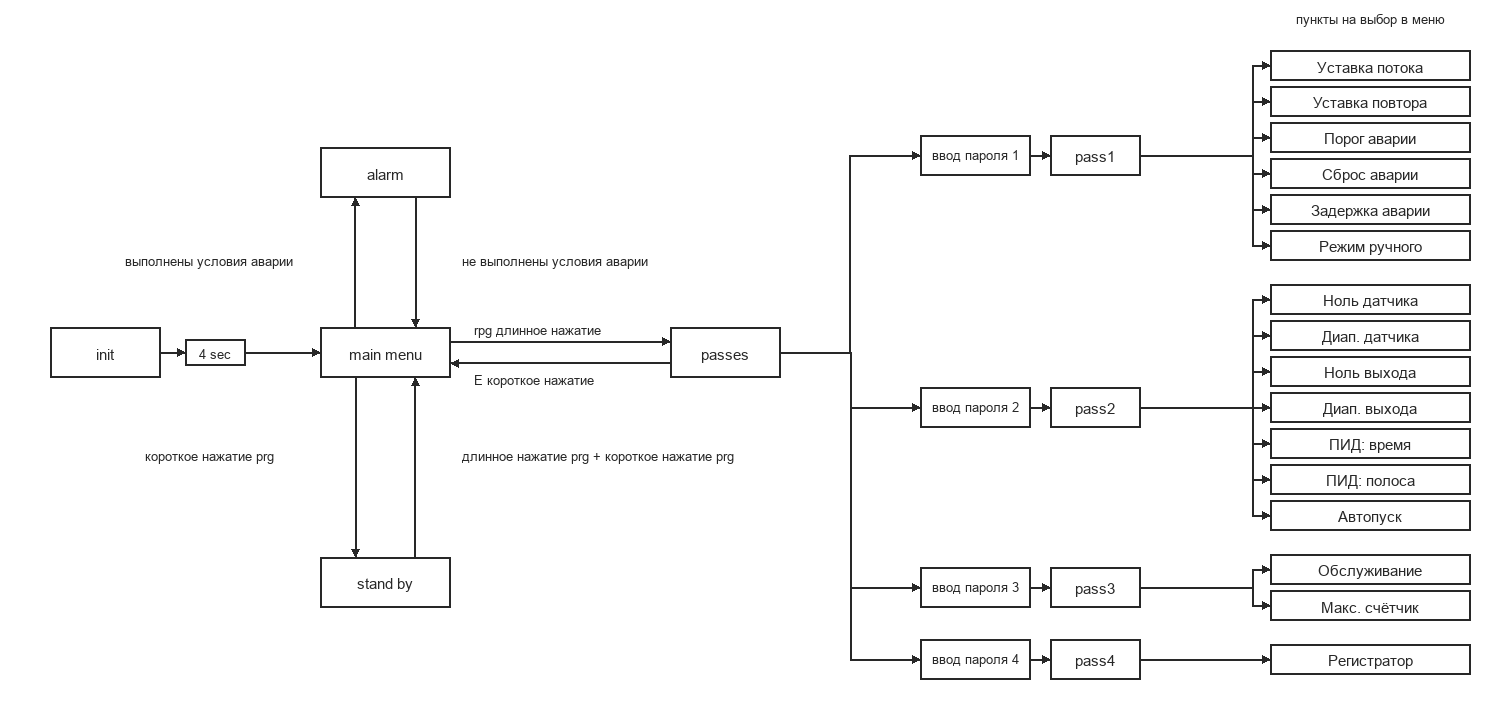 пункты на выбор в меню
Уставка потока
Уставка повтора
Порог аварии
Сброс аварии
Задержка аварии
Режим ручного
ввод пароля 1
pass1
alarm
выполнены условия аварии
не выполнены условия аварии
init
4 sec
main menu
rpg длинное нажатие
E короткое нажатие
passes
короткое нажатие prg
длинное нажатие prg + короткое нажатие prg
stand by
ввод пароля 2
pass2
Ноль датчика
Диап. датчика
Ноль выхода
Диап. выхода
ПИД: время
ПИД: полоса
Автопуск
ввод пароля 3
pass3
Обслуживание
Макс. счётчик
ввод пароля 4
pass4
Регистратор